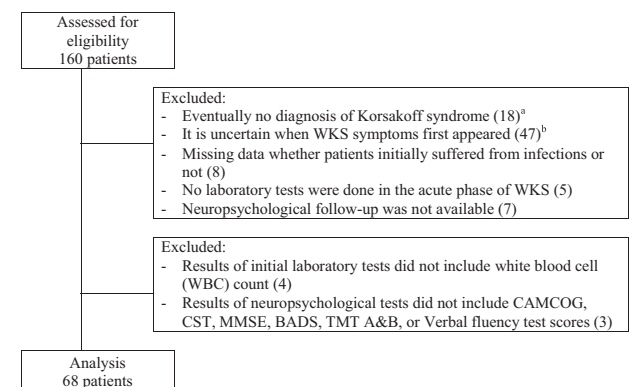 Assessed for
eligibility
160 patients
Excluded:
- Eventually no diagnosis of Korsakoff syndrome (18)a
- It is uncertain when WKS symptoms first appeared (47)b
- Missing data whether patients initially suffered from infections or
not (8)
- No laboratory tests were done in the acute phase of WKS (5)
- Neuropsychological follow-up was not available (7)
Excluded:
- Results of initial laboratory tests did not include white blood cell
(WBC) count (4)
- Results of neuropsychological tests did not include CAMCOG,
CST, MMSE, BADS, TMT A&B, or Verbal fluency test scores (3)
Analysis
68 patients